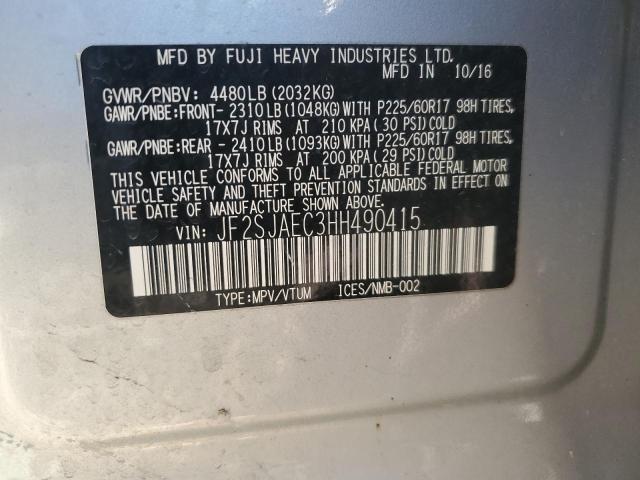 MFD BY FUJI HEAVY INDUSTRIES LTD.
MFD IN 10/16
GVWR/PNBV: 4480LB (2032KG)
GAWR/PNBE:FRONT- 2310LB(1048KG)WITH P225/60R17 98H TIRES,
17X7J RIMS AT 210 KPA(30 PSI)COLD
GAWR/PNBE:REAR - 2410LB(1093KG)WITH P225/60R17 98H TIRES,
17X7J RIMS AT 200 KPA(29 PSI)COLD
THIS VEHICLE CONFORMS TO ALL APPLICABLE FEDERAL MOTOR
VEHICLE SAFETY AND THEFT PREVENTION STANDARDS IN EFFECT ON
THE DATE OF MANUFACTURE SHOWN ABOVE.
VIN: JF2SJAEC3HH490415
TYPE:MPV/VTUM ICES/NMB-002